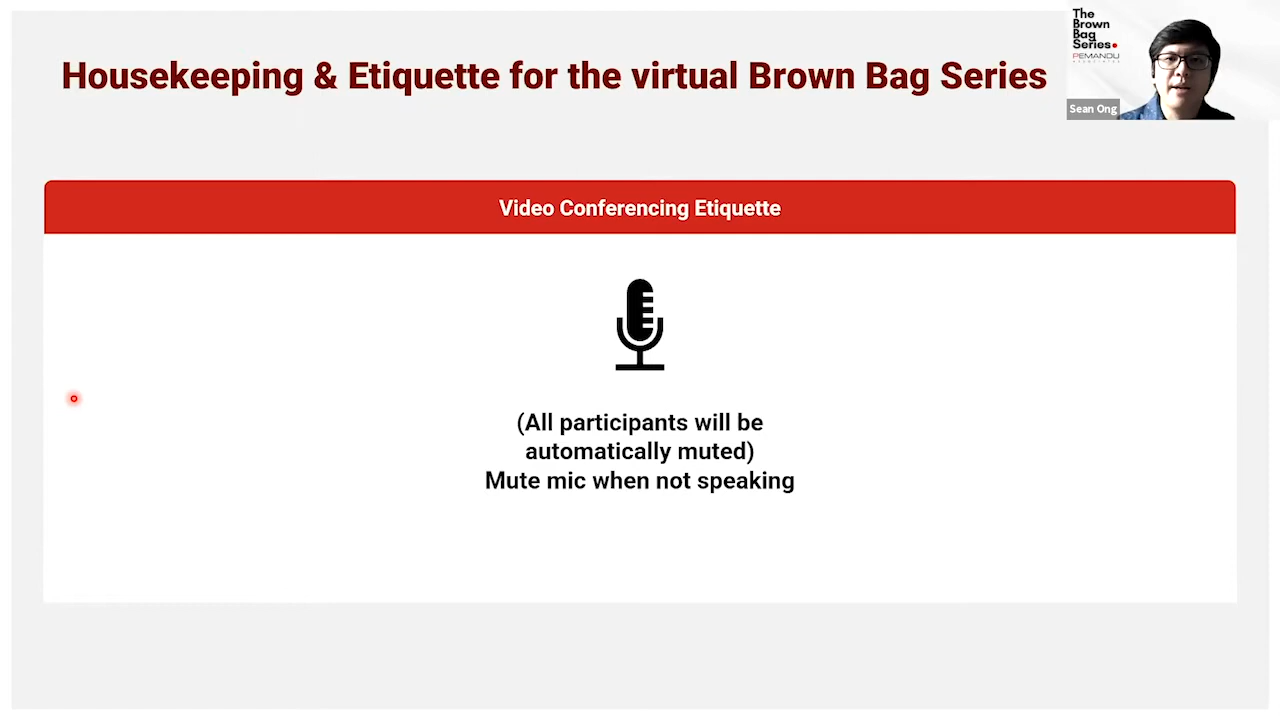 Housekeeping & Etiquette for the virtual Brown Bag Series
The
Brown
Bag
Series
PEMANDU
ASSOCIATES
Sean Ong
Video Conferencing Etiquette
(All participants will be
automatically muted)
Mute mic when not speaking